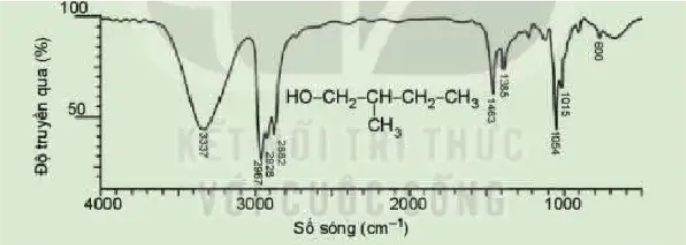 Độ truyền qua (%)
100
50
3337
2967
2928
2882
HO–CH₂–CH–CH₂–CH₃
CH₃
1463
1385
1054
1015
800
KẾT NỐI TRI THỨC
VỚI CUỘC SỐNG
4000
3000
2000
1000
Số sóng (cm⁻¹)